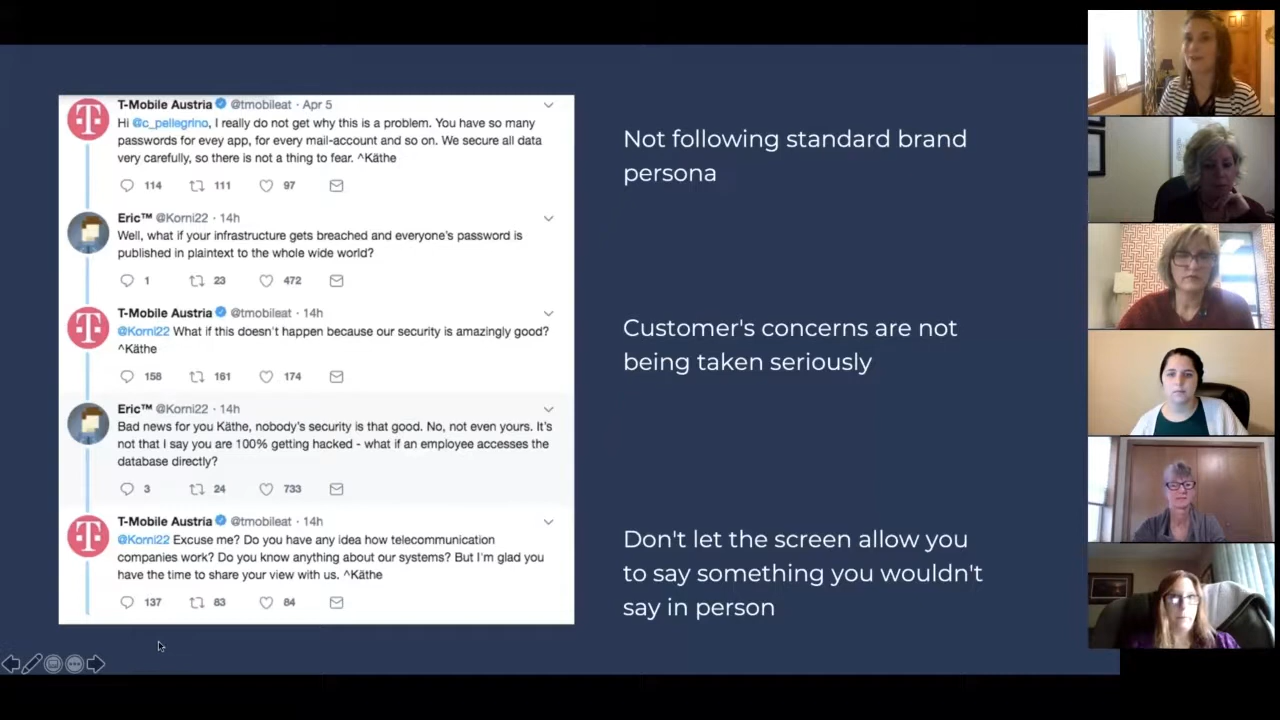 T-Mobile Austria @tmobileat · Apr 5
Hi @c_pellegrino, I really do not get why this is a problem. You have so many
passwords for evey app, for every mail-account and so on. We secure all data
very carefully, so there is not a thing to fear. ^Käthe
114 111 97
Eric™ @Korni22 · 14h
Well, what if your infrastructure gets breached and everyone's password is
published in plaintext to the whole wide world?
1 23 472
T-Mobile Austria @tmobileat · 14h
@Korni22 What if this doesn't happen because our security is amazingly good?
^Käthe
158 161 174
Eric™ @Korni22 · 14h
Bad news for you Käthe, nobody's security is that good. No, not even yours. It's
not that I say you are 100% getting hacked - what if an employee accesses the
database directly?
3 24 733
T-Mobile Austria @tmobileat · 14h
@Korni22 Excuse me? Do you have any idea how telecommunication
companies work? Do you know anything about our systems? But I'm glad you
have the time to share your view with us. ^Käthe
137 83 84
Not following standard brand
persona
Customer's concerns are not
being taken seriously
Don't let the screen allow you
to say something you wouldn't
say in person